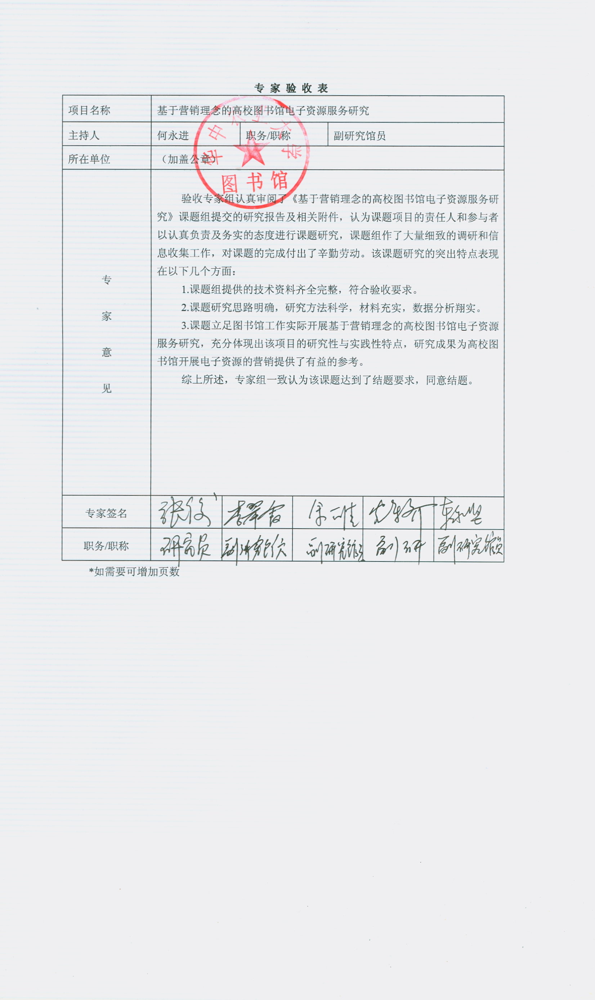 专家验收表
项目名称 基于营销理念的高校图书馆电子资源服务研究
主持人 何永进 职务/职称 副研究馆员
所在单位 （加盖公章）
华中农业大学
图书馆
专家意见
验收专家组认真审阅了《基于营销理念的高校图书馆电子资源服务研
究》课题组提交的研究报告及相关附件，认为课题项目的责任人和参与者
以认真负责及务实的态度进行课题研究，课题组作了大量细致的调研和信
息收集工作，对课题的完成付出了辛勤劳动。该课题研究的突出特点表现
在以下几个方面：
1.课题组提供的技术资料齐全完整，符合验收要求。
2.课题研究思路明确，研究方法科学，材料充实，数据分析翔实。
3.课题立足图书馆工作实际开展基于营销理念的高校图书馆电子资源
服务研究，充分体现出该项目的研究性与实践性特点，研究成果为高校图
书馆开展电子资源的营销提供了有益的参考。
综上所述，专家组一致认为该课题达到了结题要求，同意结题。
专家签名
职务/职称 研究员 副研究馆员 副研究馆员 副研 副研究馆员
*如需要可增加页数